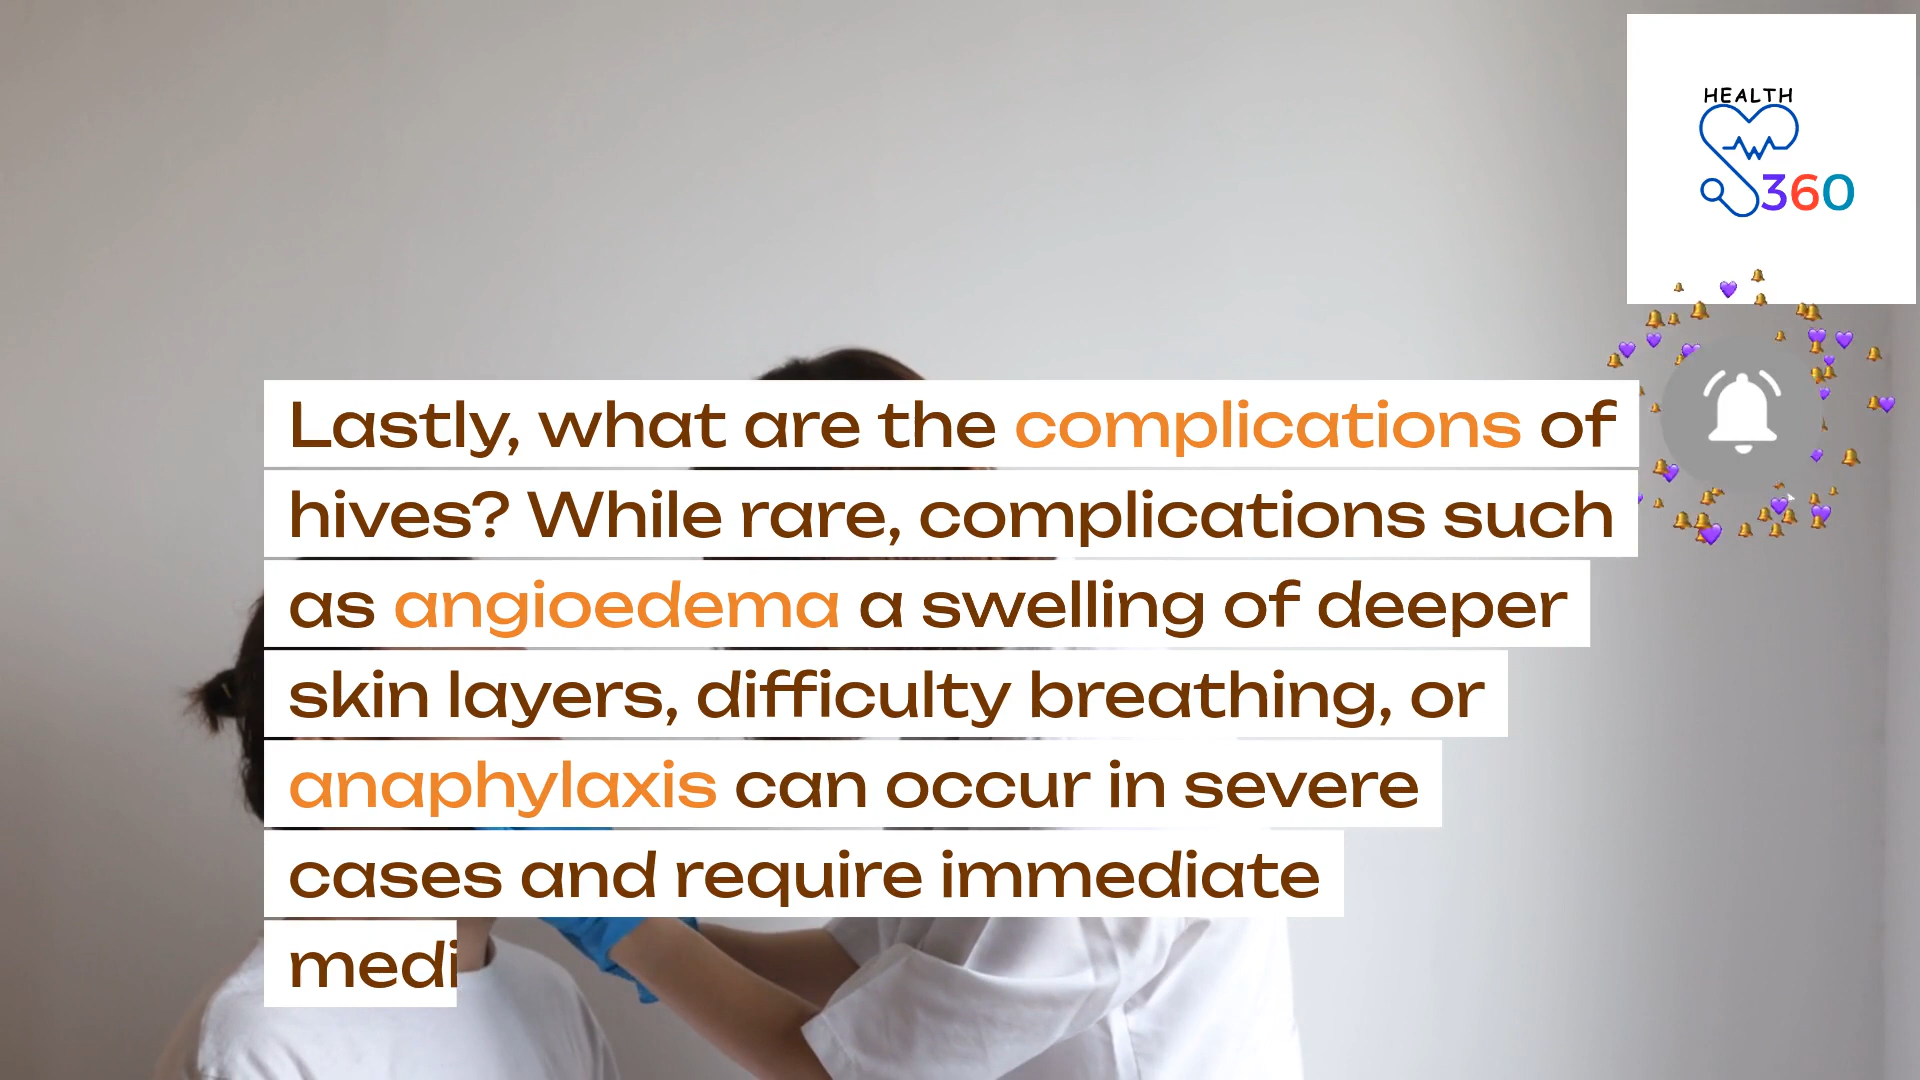 HEALTH
360
Lastly, what are the complications of
hives? While rare, complications such
as angioedema a swelling of deeper
skin layers, difficulty breathing, or
anaphylaxis can occur in severe
cases and require immediate
medi